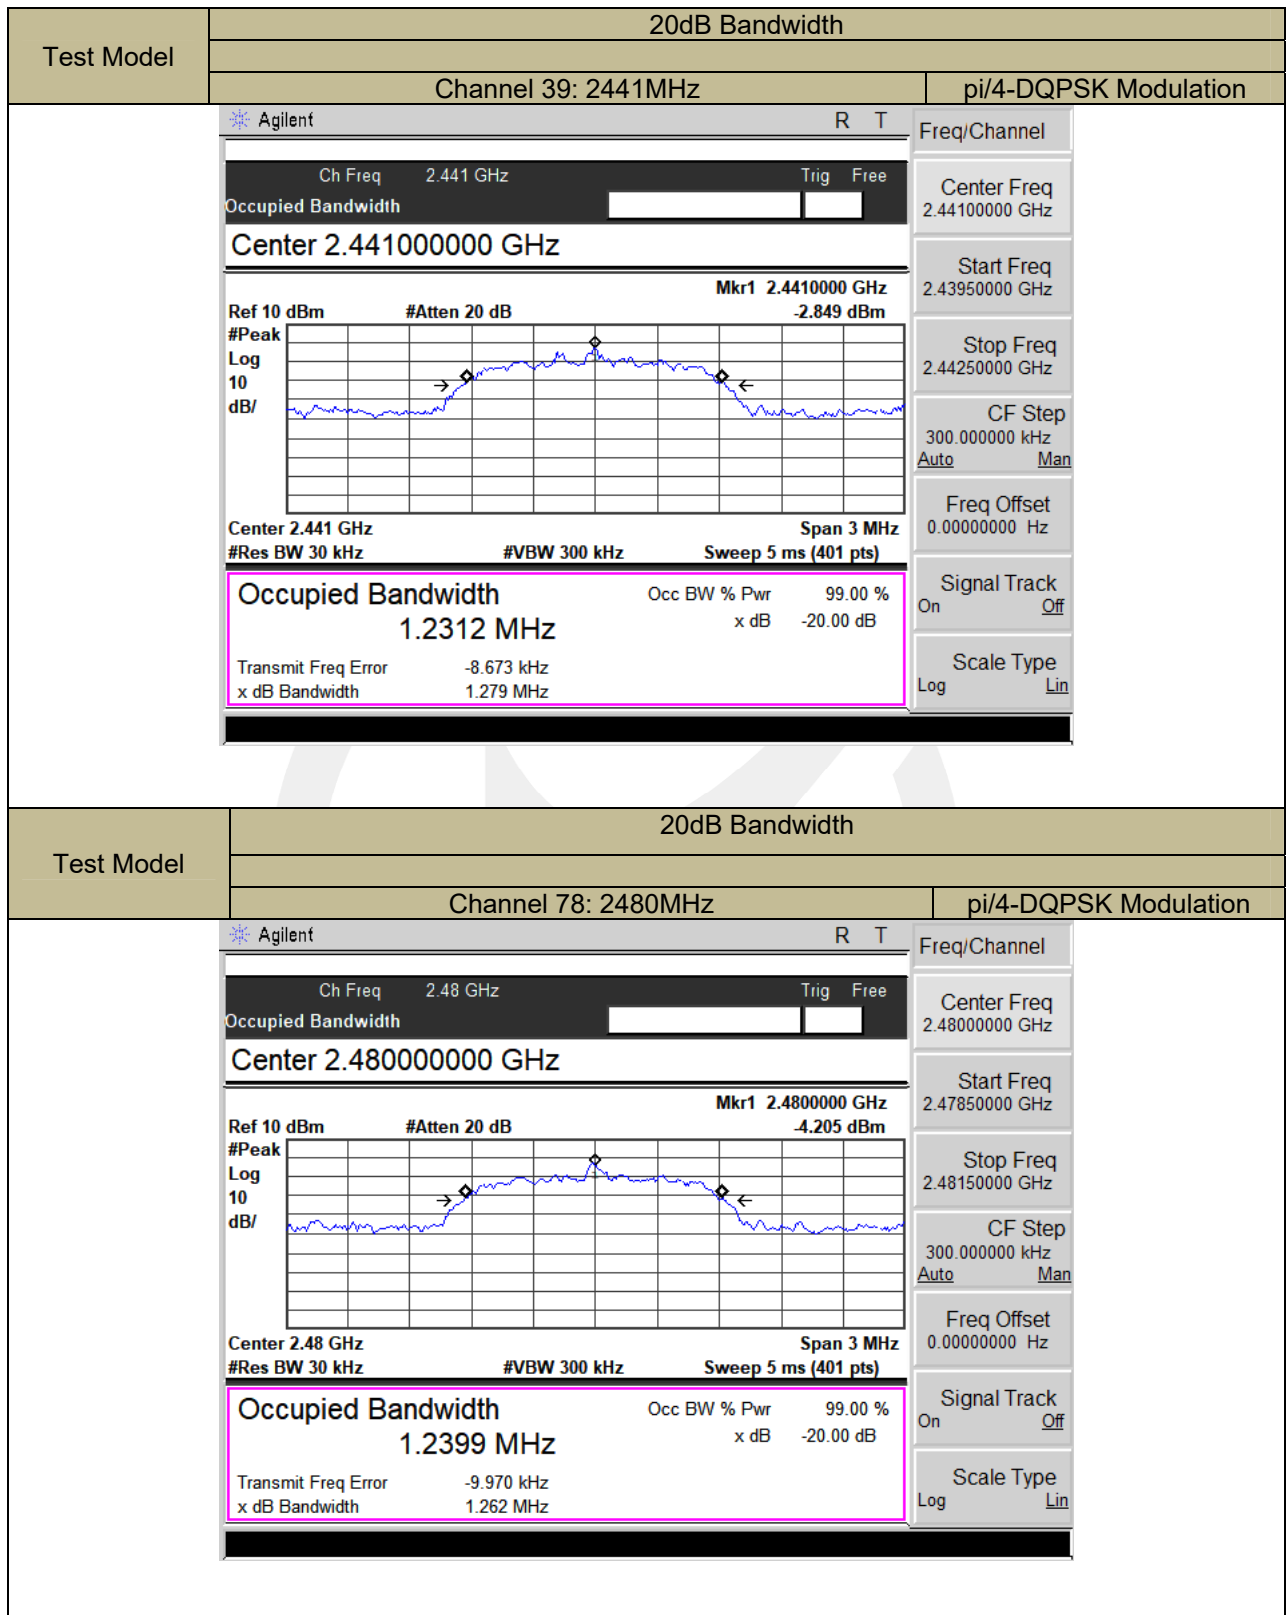 20dB Bandwidth
Test Model
Channel 39: 2441MHz pi/4-DQPSK Modulation
Agilent R T
Freq/Channel
Ch Freq 2.441 GHz Trig Free
Occupied Bandwidth
Center 2.441000000 GHz
Mkr1 2.4410000 GHz
Ref 10 dBm #Atten 20 dB -2.849 dBm
#Peak
Log
10
dB/
1
Center 2.441 GHz Span 3 MHz
#Res BW 30 kHz #VBW 300 kHz Sweep 5 ms (401 pts)
Occupied Bandwidth Occ BW % Pwr 99.00 %
1.2312 MHz x dB -20.00 dB
Transmit Freq Error -8.673 kHz
x dB Bandwidth 1.279 MHz
Center Freq
2.44100000 GHz
Start Freq
2.43950000 GHz
Stop Freq
2.44250000 GHz
CF Step
300.000000 kHz
Auto Man
Freq Offset
0.00000000 Hz
Signal Track
On Off
Scale Type
Log Lin
20dB Bandwidth
Test Model
Channel 78: 2480MHz pi/4-DQPSK Modulation
Agilent R T
Freq/Channel
Ch Freq 2.48 GHz Trig Free
Occupied Bandwidth
Center 2.480000000 GHz
Mkr1 2.4800000 GHz
Ref 10 dBm #Atten 20 dB -4.205 dBm
#Peak
Log
10
dB/
1
Center 2.48 GHz Span 3 MHz
#Res BW 30 kHz #VBW 300 kHz Sweep 5 ms (401 pts)
Occupied Bandwidth Occ BW % Pwr 99.00 %
1.2399 MHz x dB -20.00 dB
Transmit Freq Error -9.970 kHz
x dB Bandwidth 1.262 MHz
Center Freq
2.48000000 GHz
Start Freq
2.47850000 GHz
Stop Freq
2.48150000 GHz
CF Step
300.000000 kHz
Auto Man
Freq Offset
0.00000000 Hz
Signal Track
On Off
Scale Type
Log Lin